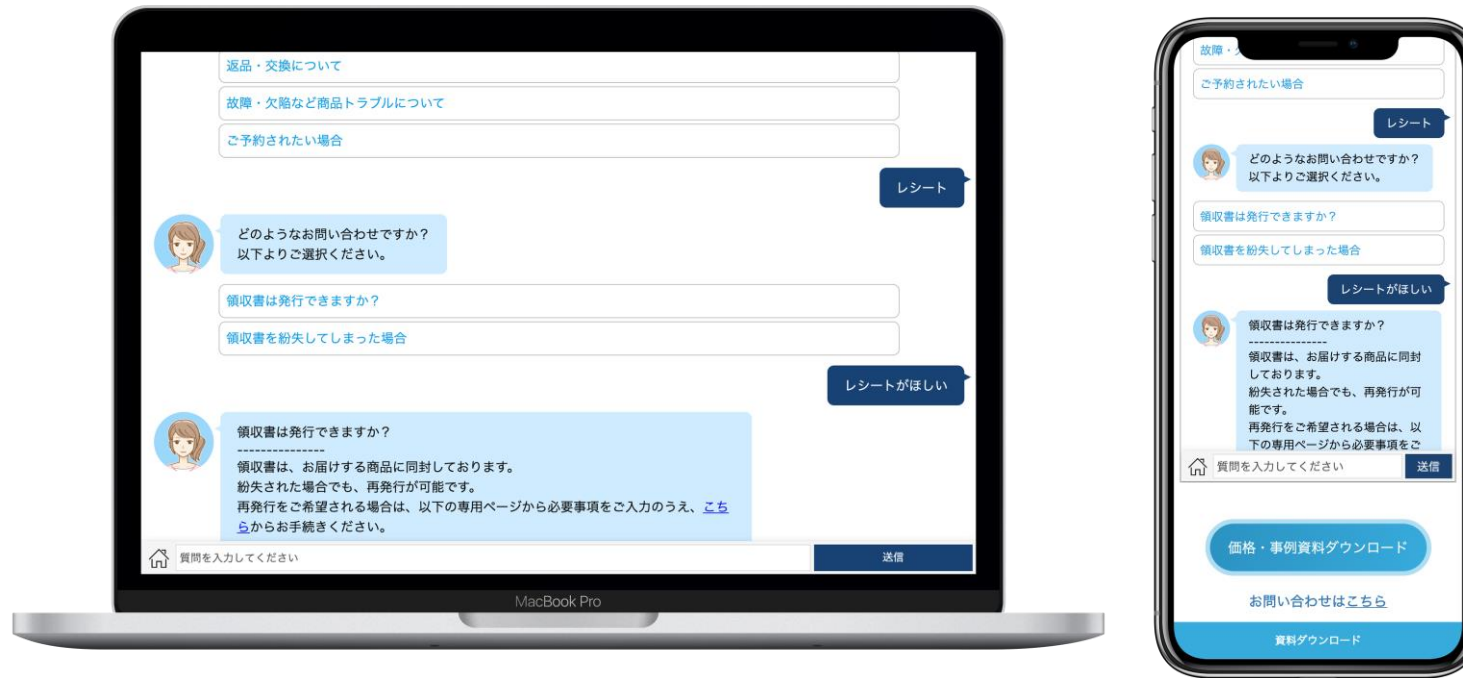 返品・交換について
故障・欠陥など商品トラブルについて
ご予約されたい場合
レシート
どのようなお問い合わせですか?
以下よりご選択ください。
領収書は発行できますか?
領収書を紛失してしまった場合
レシートがほしい
領収書は発行できますか?
---------------
領収書は、お届けする商品に同封しております。
紛失された場合でも、再発行が可能です。
再発行をご希望される場合は、以下の専用ページから必要事項をご入力のうえ、こち
らからお手続きください。
質問を入力してください
送信
MacBook Pro
故障・
ご予約されたい場合
レシート
どのようなお問い合わせですか?
以下よりご選択ください。
領収書は発行できますか?
領収書を紛失してしまった場合
レシートがほしい
領収書は発行できますか?
---------------
領収書は、お届けする商品に同封
しております。
紛失された場合でも、再発行が可
能です。
再発行をご希望される場合は、以
下の専用ページから必要事項をご
質問を入力してください
送信
価格・事例資料ダウンロード
お問い合わせはこちら
資料ダウンロード